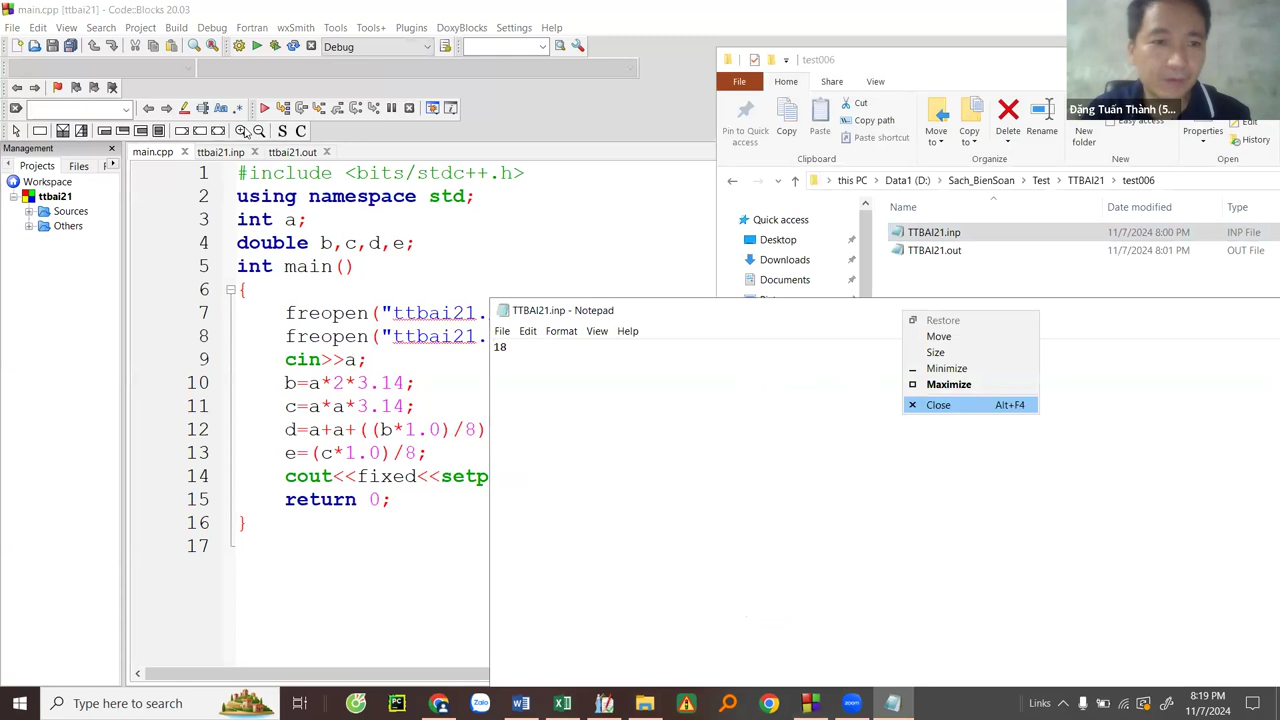 main.cpp [ttbai21] - Code::Blocks 20.03
File Edit View Search Project Build Debug Fortran wxSmith Tools Tools+ Plugins DoxyBlocks Settings Help
Debug
S C
Management
Projects Files
Workspace
ttbai21
Sources
Others
main.cpp ttbai21.inp ttbai21.out
1 #include <bits/stdc++.h>
2 using namespace std;
3 int a;
4 double b,c,d,e;
5 int main()
6 {
7 freopen("ttbai21.
8 freopen("ttbai21.
9 cin>>a;
10 b=a*2*3.14;
11 c=a*a*3.14;
12 d=a+a+((b*1.0)/8)
13 e=(c*1.0)/8;
14 cout<<fixed<<setp
15 return 0;
16 }
17
test006
File Home Share View
Pin to Quick access
Copy
Paste
Cut
Copy path
Paste shortcut
Clipboard
Move to
Copy to
Delete
Rename
Organize
New folder
Easy access
New
Properties
Edit
History
Open
Đặng Tuấn Thành (5...
this PC Data1 (D:) Sach_BienSoan Test TTBAI21 test006
Quick access
Desktop
Downloads
Documents
Name Date modified Type
TTBAI21.inp 11/7/2024 8:00 PM INP File
TTBAI21.out 11/7/2024 8:01 PM OUT File
TTBAI21.inp - Notepad
File Edit Format View Help
18
Restore
Move
Size
Minimize
Maximize
Close Alt+F4
Type here to search
Links
8:19 PM
11/7/2024